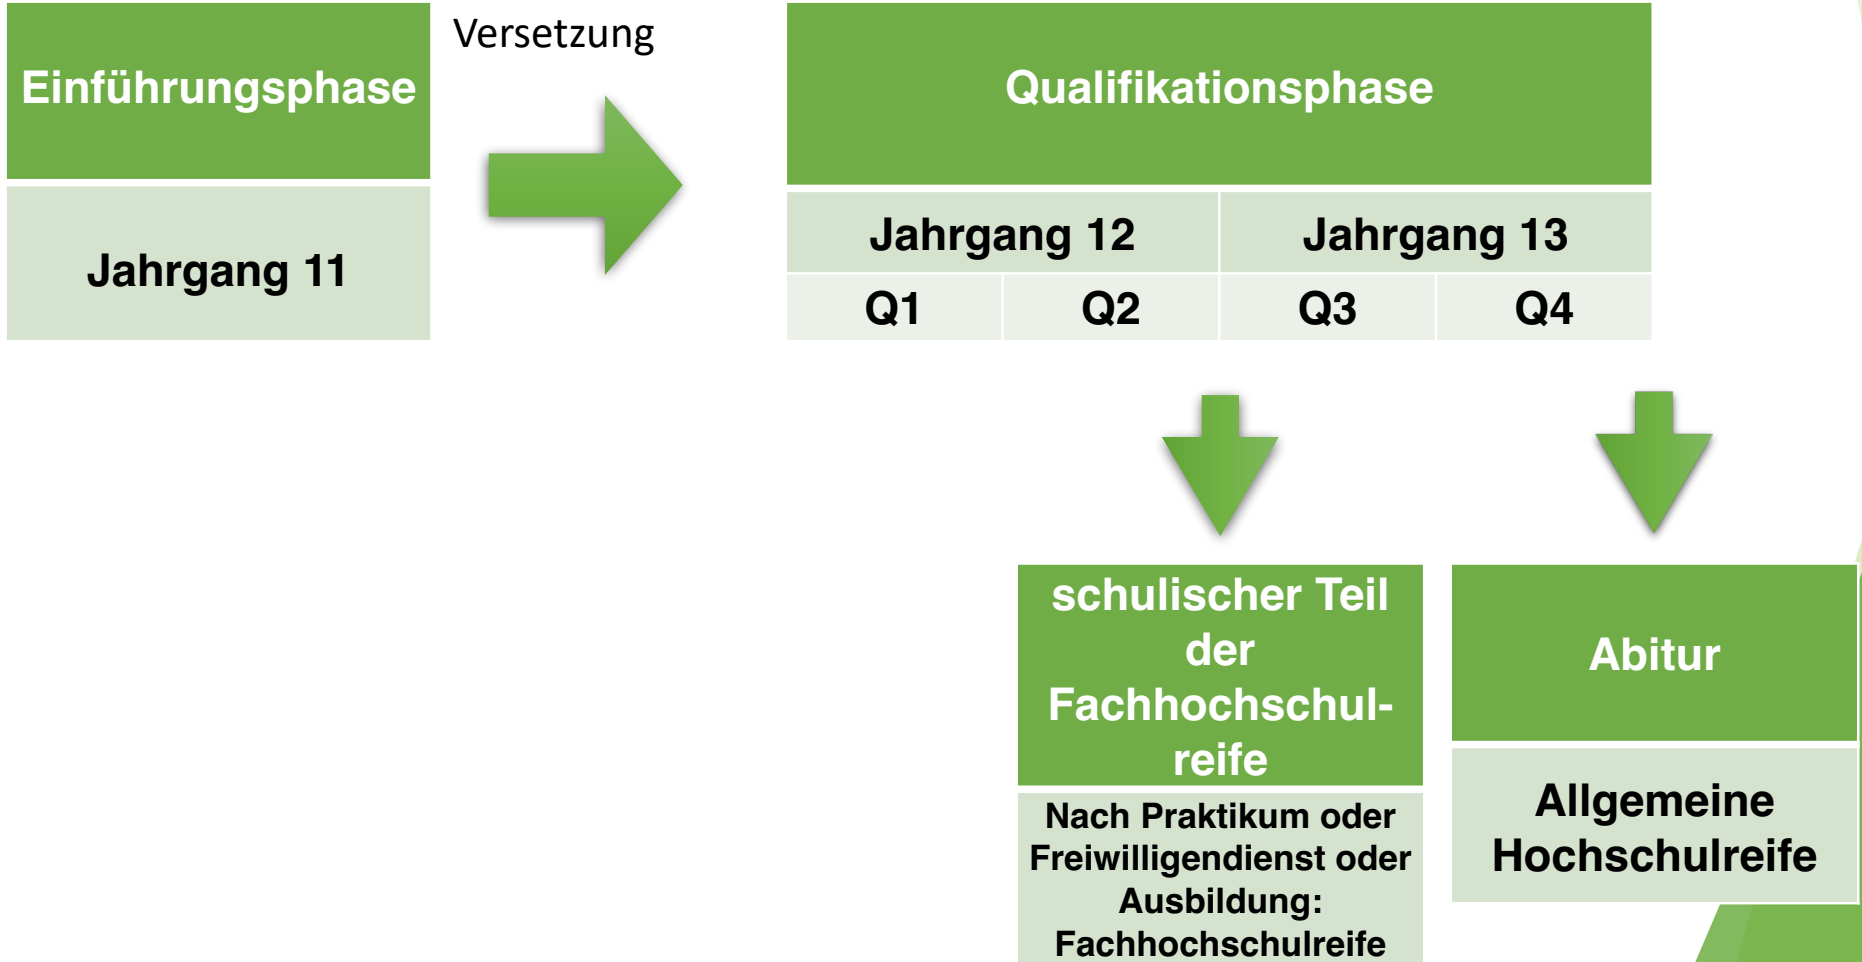 Einführungsphase
Versetzung
Qualifikationsphase
Jahrgang 11
Jahrgang 12
Jahrgang 13
Q1
Q2
Q3
Q4
schulischer Teil
der
Fachhochschul-
reife
Nach Praktikum oder
Freiwilligendienst oder
Ausbildung:
Fachhochschulreife
Abitur
Allgemeine
Hochschulreife